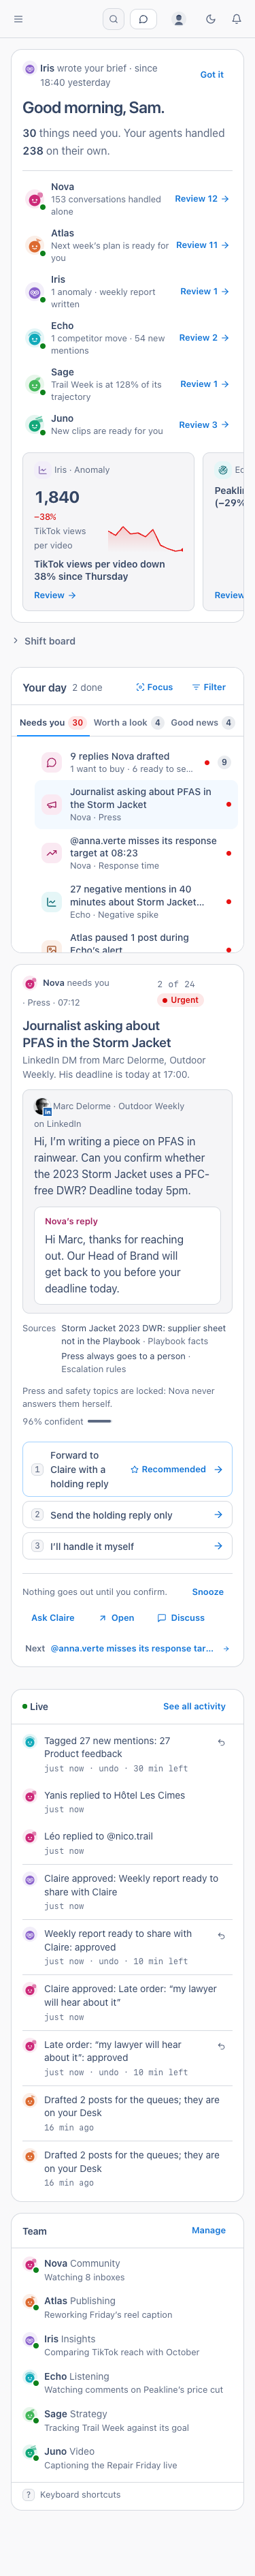 Iris wrote your brief · since
18:40 yesterday
Got it
Good morning, Sam.
30 things need you. Your agents handled
238 on their own.
Nova
153 conversations handled
alone
Review 12 →
Atlas
Next week's plan is ready for
you
Review 11 →
Iris
1 anomaly · weekly report
written
Review 1 →
Echo
1 competitor move · 54 new
mentions
Review 2 →
Sage
Trail Week is at 128% of its
trajectory
Review 1 →
Juno
New clips are ready for you
Review 3 →
Iris · Anomaly
1,840
−38%
TikTok views
per video
TikTok views per video down
38% since Thursday
Review →
Peakli
(−29%
Review
Shift board
Your day 2 done
Focus
Filter
Needs you 30
Worth a look 4
Good news 4
9 replies Nova drafted
1 want to buy · 6 ready to se...
9
Journalist asking about PFAS in
the Storm Jacket
Nova · Press
@anna.verte misses its response
target at 08:23
Nova · Response time
27 negative mentions in 40
minutes about Storm Jacket...
Echo · Negative spike
Atlas paused 1 post during
Echo's alert
Nova needs you
· Press · 07:12
2 of 24
Urgent
Journalist asking about
PFAS in the Storm Jacket
LinkedIn DM from Marc Delorme, Outdoor
Weekly. His deadline is today at 17:00.
Marc Delorme · Outdoor Weekly
on LinkedIn
Hi, I'm writing a piece on PFAS in
rainwear. Can you confirm whether
the 2023 Storm Jacket uses a PFC-
free DWR? Deadline today 5pm.
Nova's reply
Hi Marc, thanks for reaching
out. Our Head of Brand will
get back to you before your
deadline today.
Sources
Storm Jacket 2023 DWR: supplier sheet
not in the Playbook · Playbook facts
Press always goes to a person ·
Escalation rules
Press and safety topics are locked: Nova never
answers them herself.
96% confident
1
Forward to
Claire with a
holding reply
Recommended →
2 Send the holding reply only →
3 I'll handle it myself →
Nothing goes out until you confirm.
Snooze
Ask Claire
Open
Discuss
Next @anna.verte misses its response tar... →
Live
See all activity
Tagged 27 new mentions: 27
Product feedback
just now · undo · 30 min left
Yanis replied to Hôtel Les Cimes
just now
Léo replied to @nico.trail
just now
Claire approved: Weekly report ready to
share with Claire
just now
Weekly report ready to share with
Claire: approved
just now · undo · 10 min left
Claire approved: Late order: “my lawyer
will hear about it”
just now
Late order: “my lawyer will hear
about it”: approved
just now · undo · 10 min left
Drafted 2 posts for the queues; they are
on your Desk
16 min ago
Drafted 2 posts for the queues; they are
on your Desk
16 min ago
Team
Manage
Nova Community
Watching 8 inboxes
Atlas Publishing
Reworking Friday's reel caption
Iris Insights
Comparing TikTok reach with October
Echo Listening
Watching comments on Peakline's price cut
Sage Strategy
Tracking Trail Week against its goal
Juno Video
Captioning the Repair Friday live
? Keyboard shortcuts